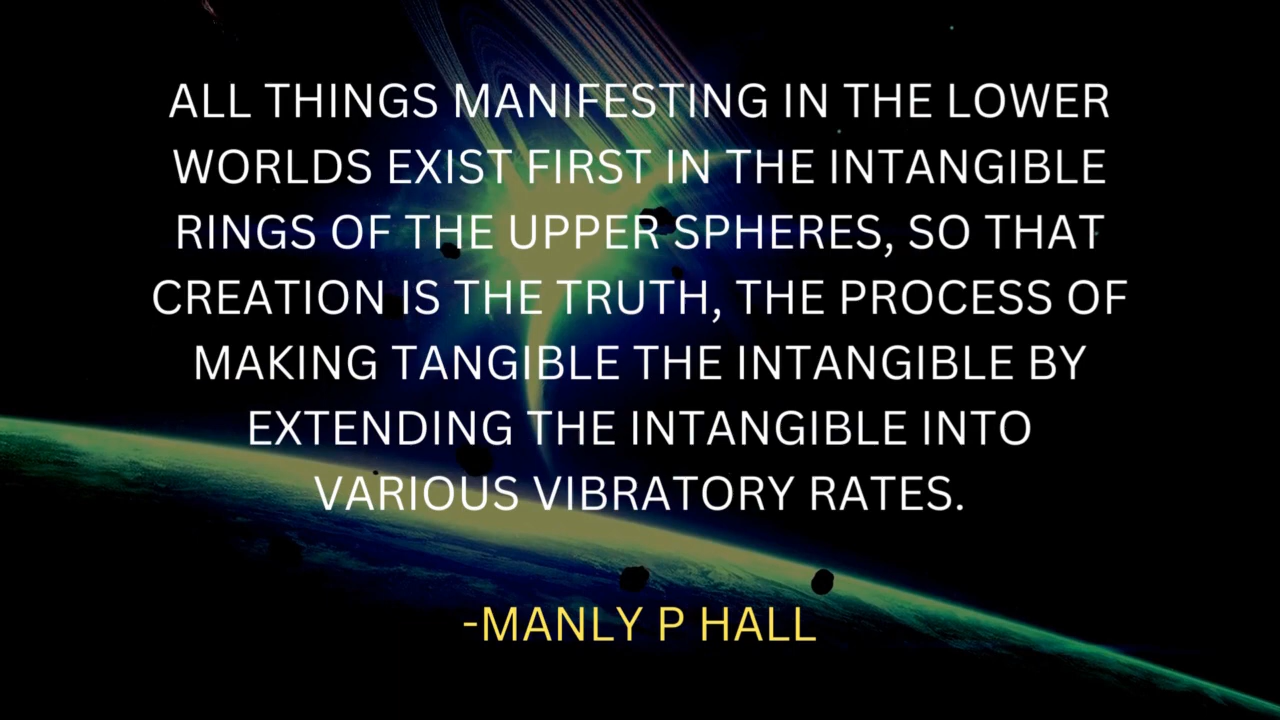 ALL THINGS MANIFESTING IN THE LOWER
WORLDS EXIST FIRST IN THE INTANGIBLE
RINGS OF THE UPPER SPHERES, SO THAT
CREATION IS THE TRUTH, THE PROCESS OF
MAKING TANGIBLE THE INTANGIBLE BY
EXTENDING THE INTANGIBLE INTO
VARIOUS VIBRATORY RATES.
-MANLY P HALL